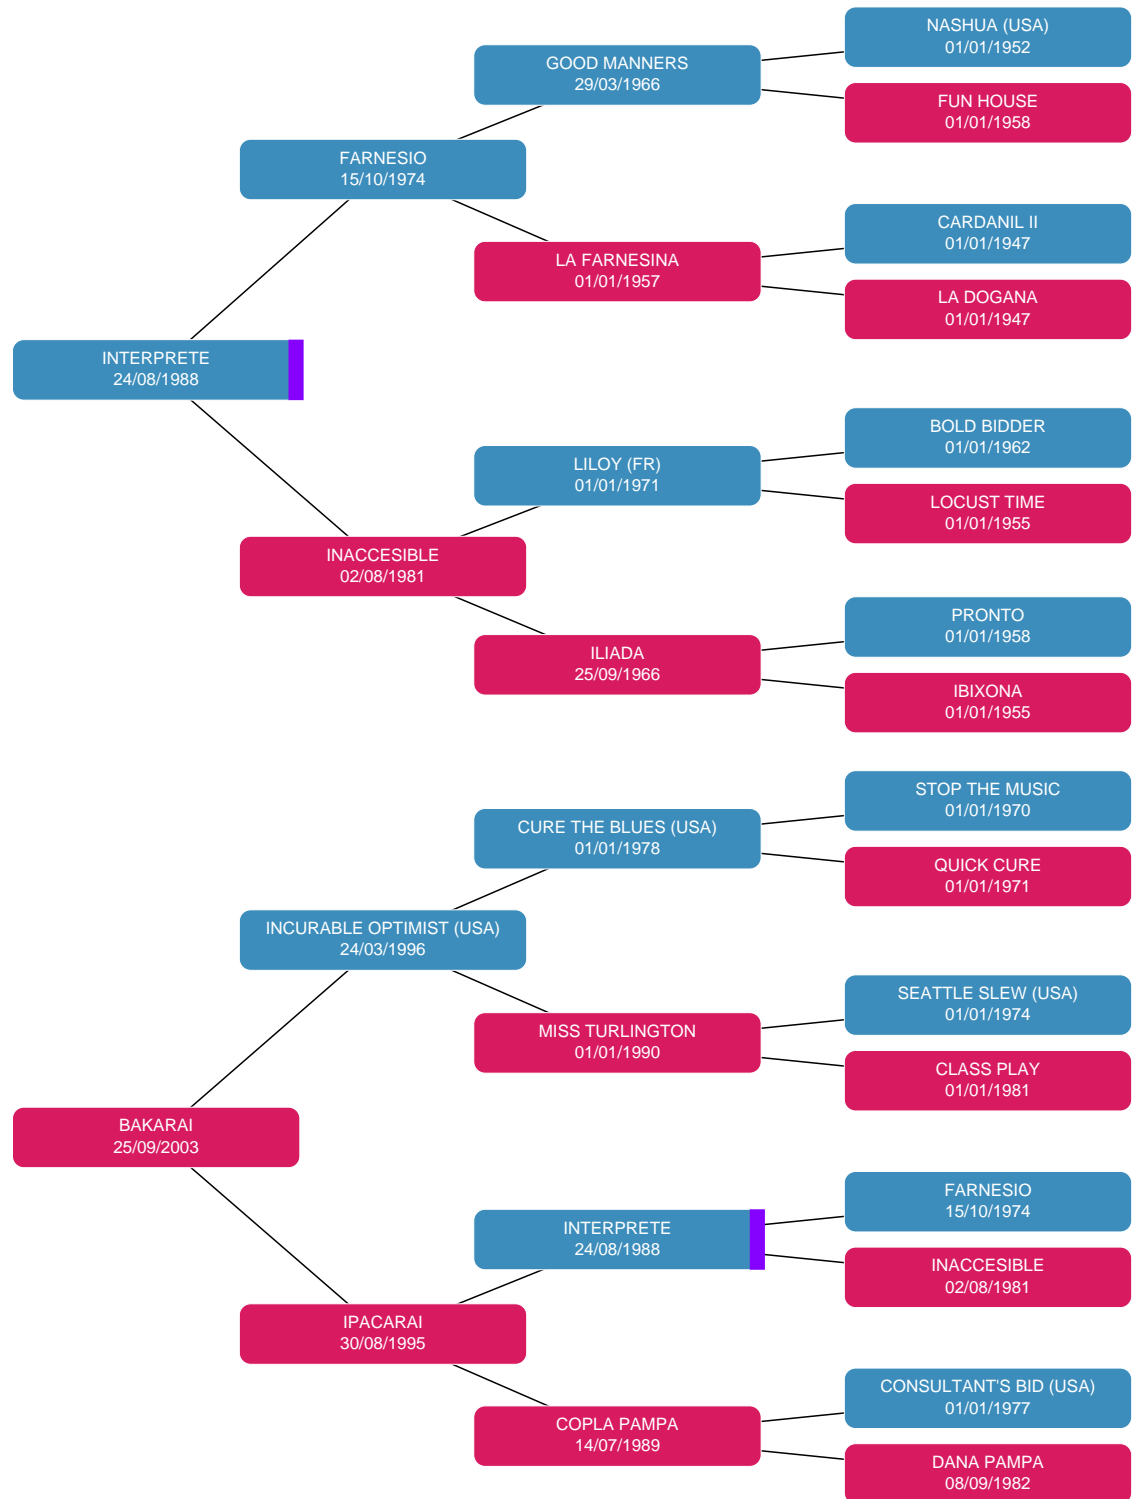 NASHUA (USA)
01/01/1952
GOOD MANNERS
29/03/1966
FUN HOUSE
01/01/1958
FARNESIO
15/10/1974
CARDANIL II
01/01/1947
LA FARNESINA
01/01/1957
LA DOGANA
01/01/1947
INTERPRETE
24/08/1988
BOLD BIDDER
01/01/1962
LILOY (FR)
01/01/1971
LOCUST TIME
01/01/1955
INACCESIBLE
02/08/1981
PRONTO
01/01/1958
ILIADA
25/09/1966
IBIXONA
01/01/1955
STOP THE MUSIC
01/01/1970
CURE THE BLUES (USA)
01/01/1978
QUICK CURE
01/01/1971
INCURABLE OPTIMIST (USA)
24/03/1996
SEATTLE SLEW (USA)
01/01/1974
MISS TURLINGTON
01/01/1990
CLASS PLAY
01/01/1981
BAKARAI
25/09/2003
FARNESIO
15/10/1974
INTERPRETE
24/08/1988
INACCESIBLE
02/08/1981
IPACARAI
30/08/1995
CONSULTANT'S BID (USA)
01/01/1977
COPLA PAMPA
14/07/1989
DANA PAMPA
08/09/1982